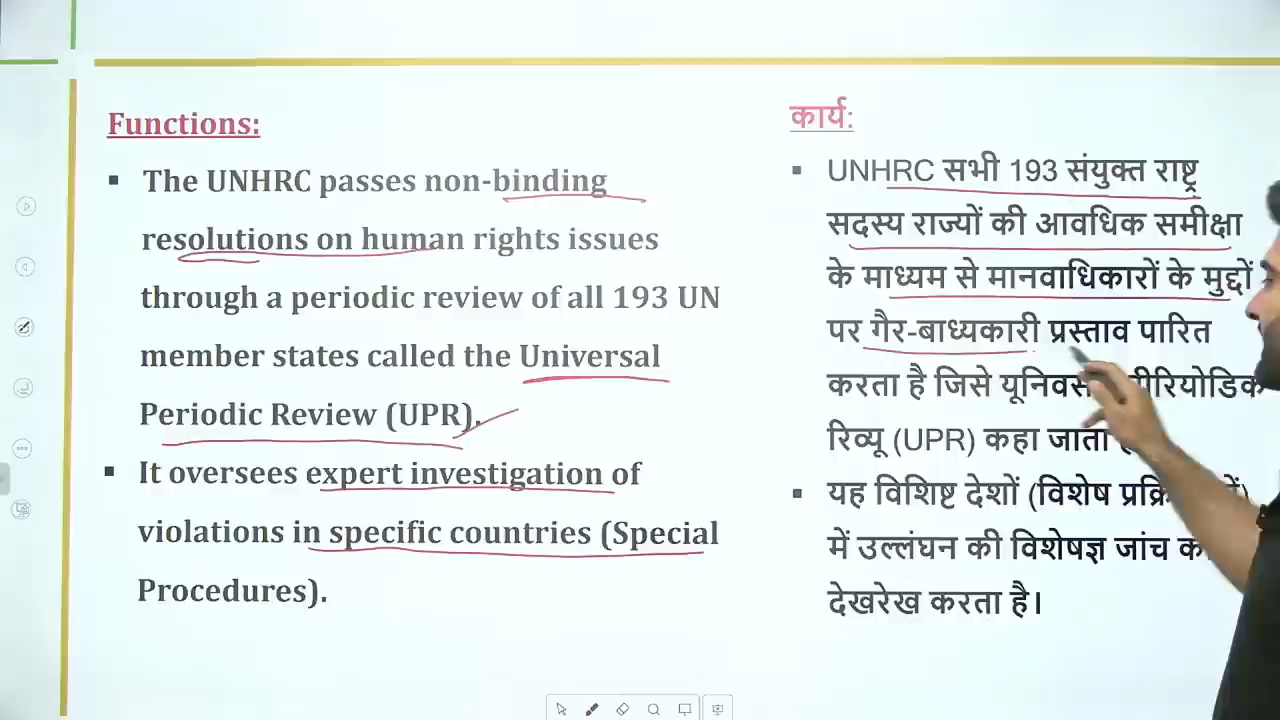 Functions:
▪ The UNHRC passes non-binding
resolutions on human rights issues
through a periodic review of all 193 UN
member states called the Universal
Periodic Review (UPR).
▪ It oversees expert investigation of
violations in specific countries (Special
Procedures).
कार्य:
▪ UNHRC सभी 193 संयुक्त राष्ट्र
सदस्य राज्यों की आवधिक समीक्षा
के माध्यम से मानवाधिकारों के मुद्दों
पर गैर-बाध्यकारी प्रस्ताव पारित
करता है जिसे
रिव्यू (UPR) कहा जाता
▪ यह विशिष्ट देशों (विशेष
में उल्लंघन की विशेषज्ञ जांच
देखरेख करता है।